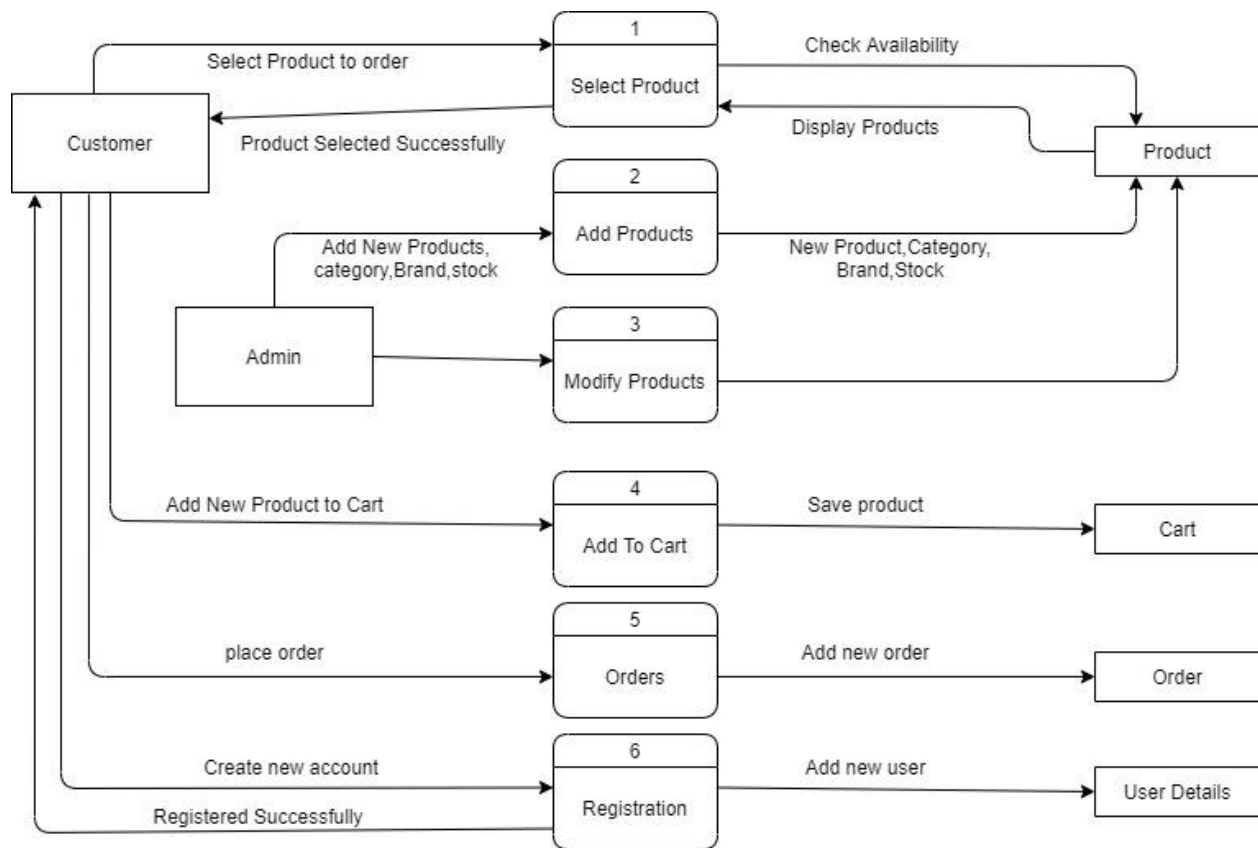 1
Select Product to order
Check Availability
Select Product
Customer
Product Selected Successfully
Display Products
Product
2
Add New Products,
category,Brand,stock
Add Products
New Product,Category,
Brand,Stock
3
Admin
Modify Products
4
Add New Product to Cart
Save product
Add To Cart
Cart
5
place order
Add new order
Orders
Order
6
Create new account
Add new user
Registration
User Details
Registered Successfully